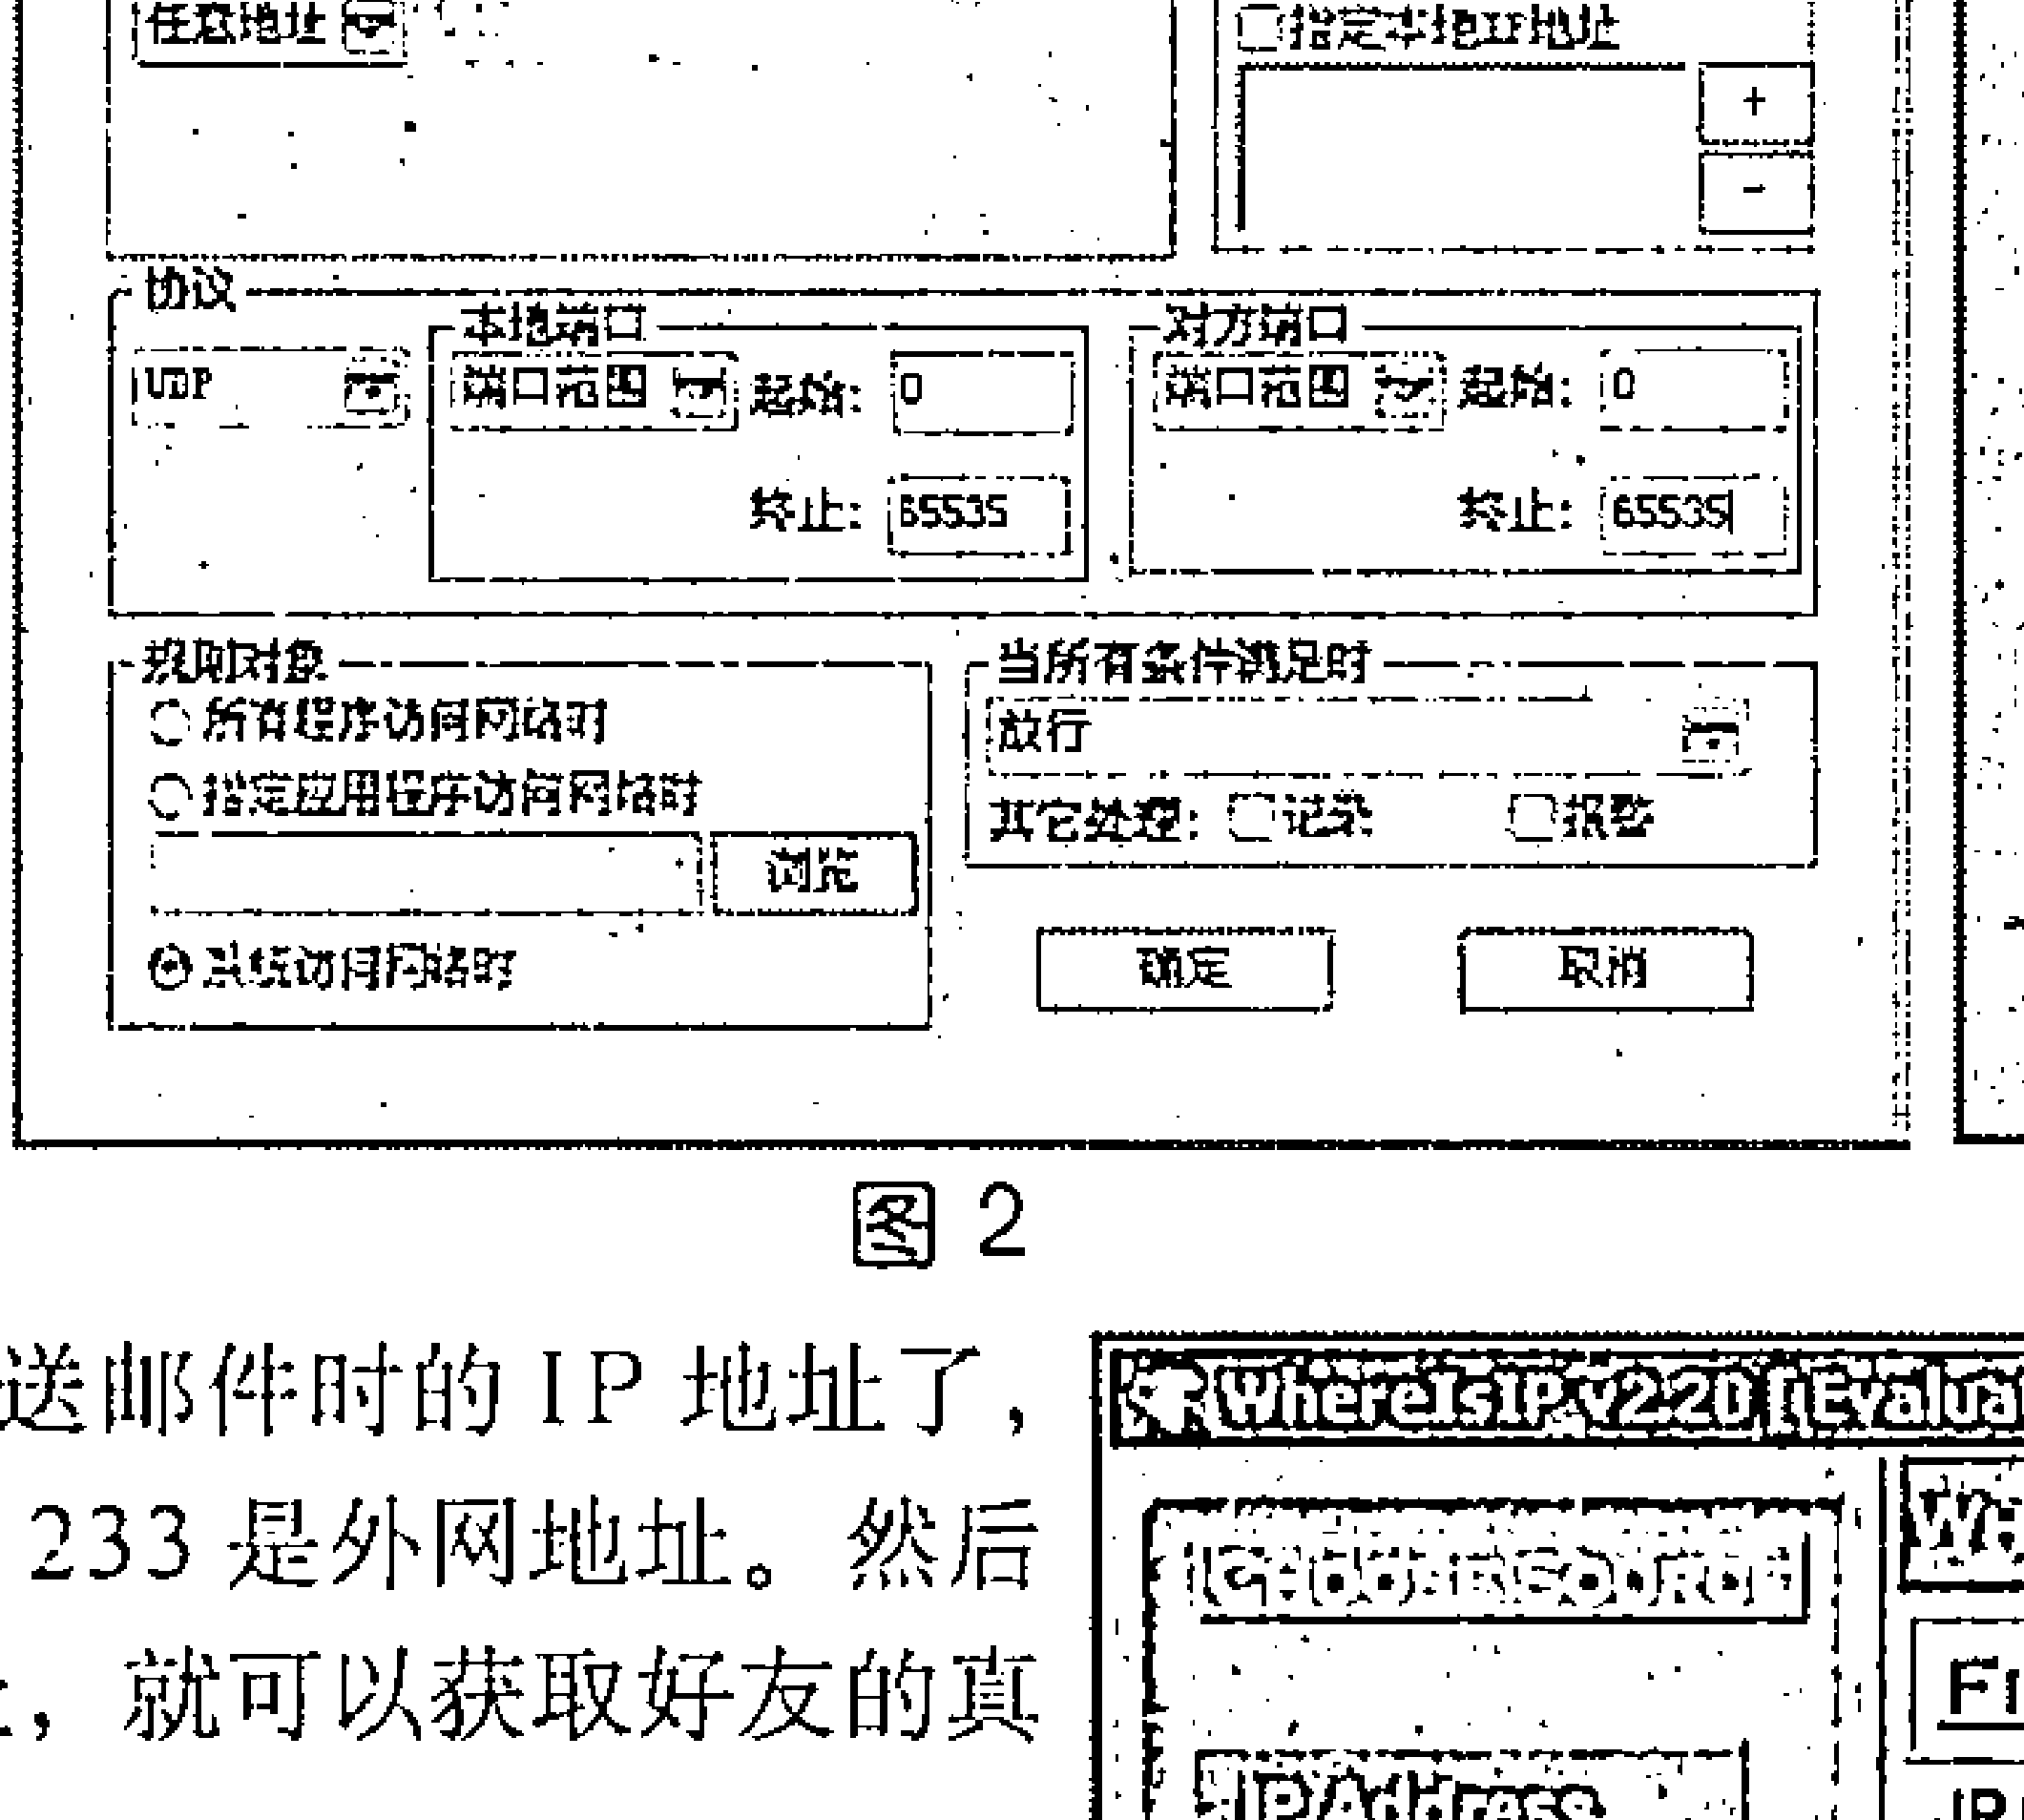 任意地址 指定本地IP地址
+
-
协议
本地端口 对方端口
UDP 端口范围 起始: 0 端口范围 起始: 0
终止: 65535 终止: 65535
规则对象 当所有条件满足时
所有程序访问网络时 放行
指定应用程序访问网络时
其它处理: 记录 报警
浏览
系统访问网络时 确定 取消
图 2
送邮件时的 IP 地址了,
233 是外网地址。然后
,就可以获取好友的真
WhereIsIP v2.20 [Evalua
IP Address